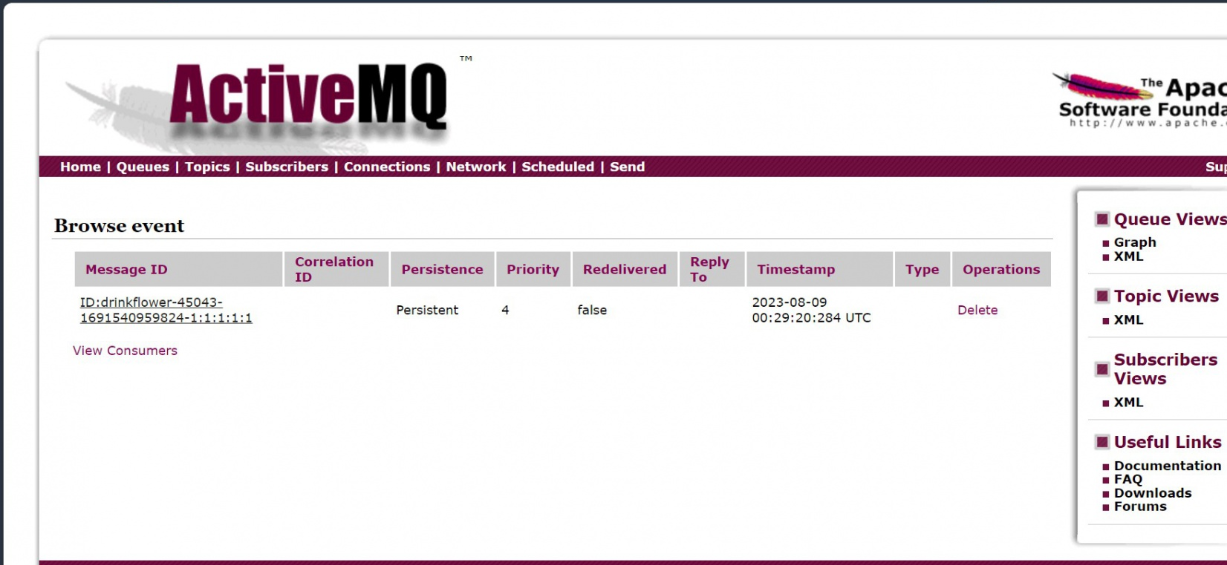 ActiveMQ ™
The Apac
Software Founda
http://www.apache.
Home | Queues | Topics | Subscribers | Connections | Network | Scheduled | Send
Sup
Browse event
Message ID Correlation ID Persistence Priority Redelivered Reply To Timestamp Type Operations
ID:drinkflower-45043-
1691540959824-1:1:1:1:1
Persistent 4 false
2023-08-09
00:29:20:284 UTC
Delete
View Consumers
Queue Views
Graph
XML
Topic Views
XML
Subscribers
Views
XML
Useful Links
Documentation
FAQ
Downloads
Forums